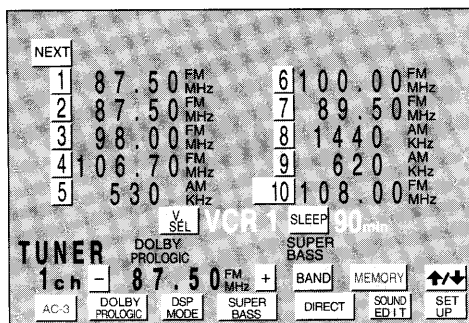 NEXT
1 87.50 FM MHz 6 100.00 FM MHz
2 87.50 FM MHz 7 89.50 FM MHz
3 98.00 FM MHz 8 1440 AM KHz
4 106.70 FM MHz 9 620 AM KHz
5 530 AM KHz 10 108.00 FM MHz
V SEL VCR 1 SLEEP 90 min
TUNER DOLBY PROLOGIC SUPER BASS
1ch - 87.50 FM MHz + BAND MEMORY ↑/↓
AC-3 DOLBY PROLOGIC DSP MODE SUPER BASS DIRECT SOUND EDIT SET UP